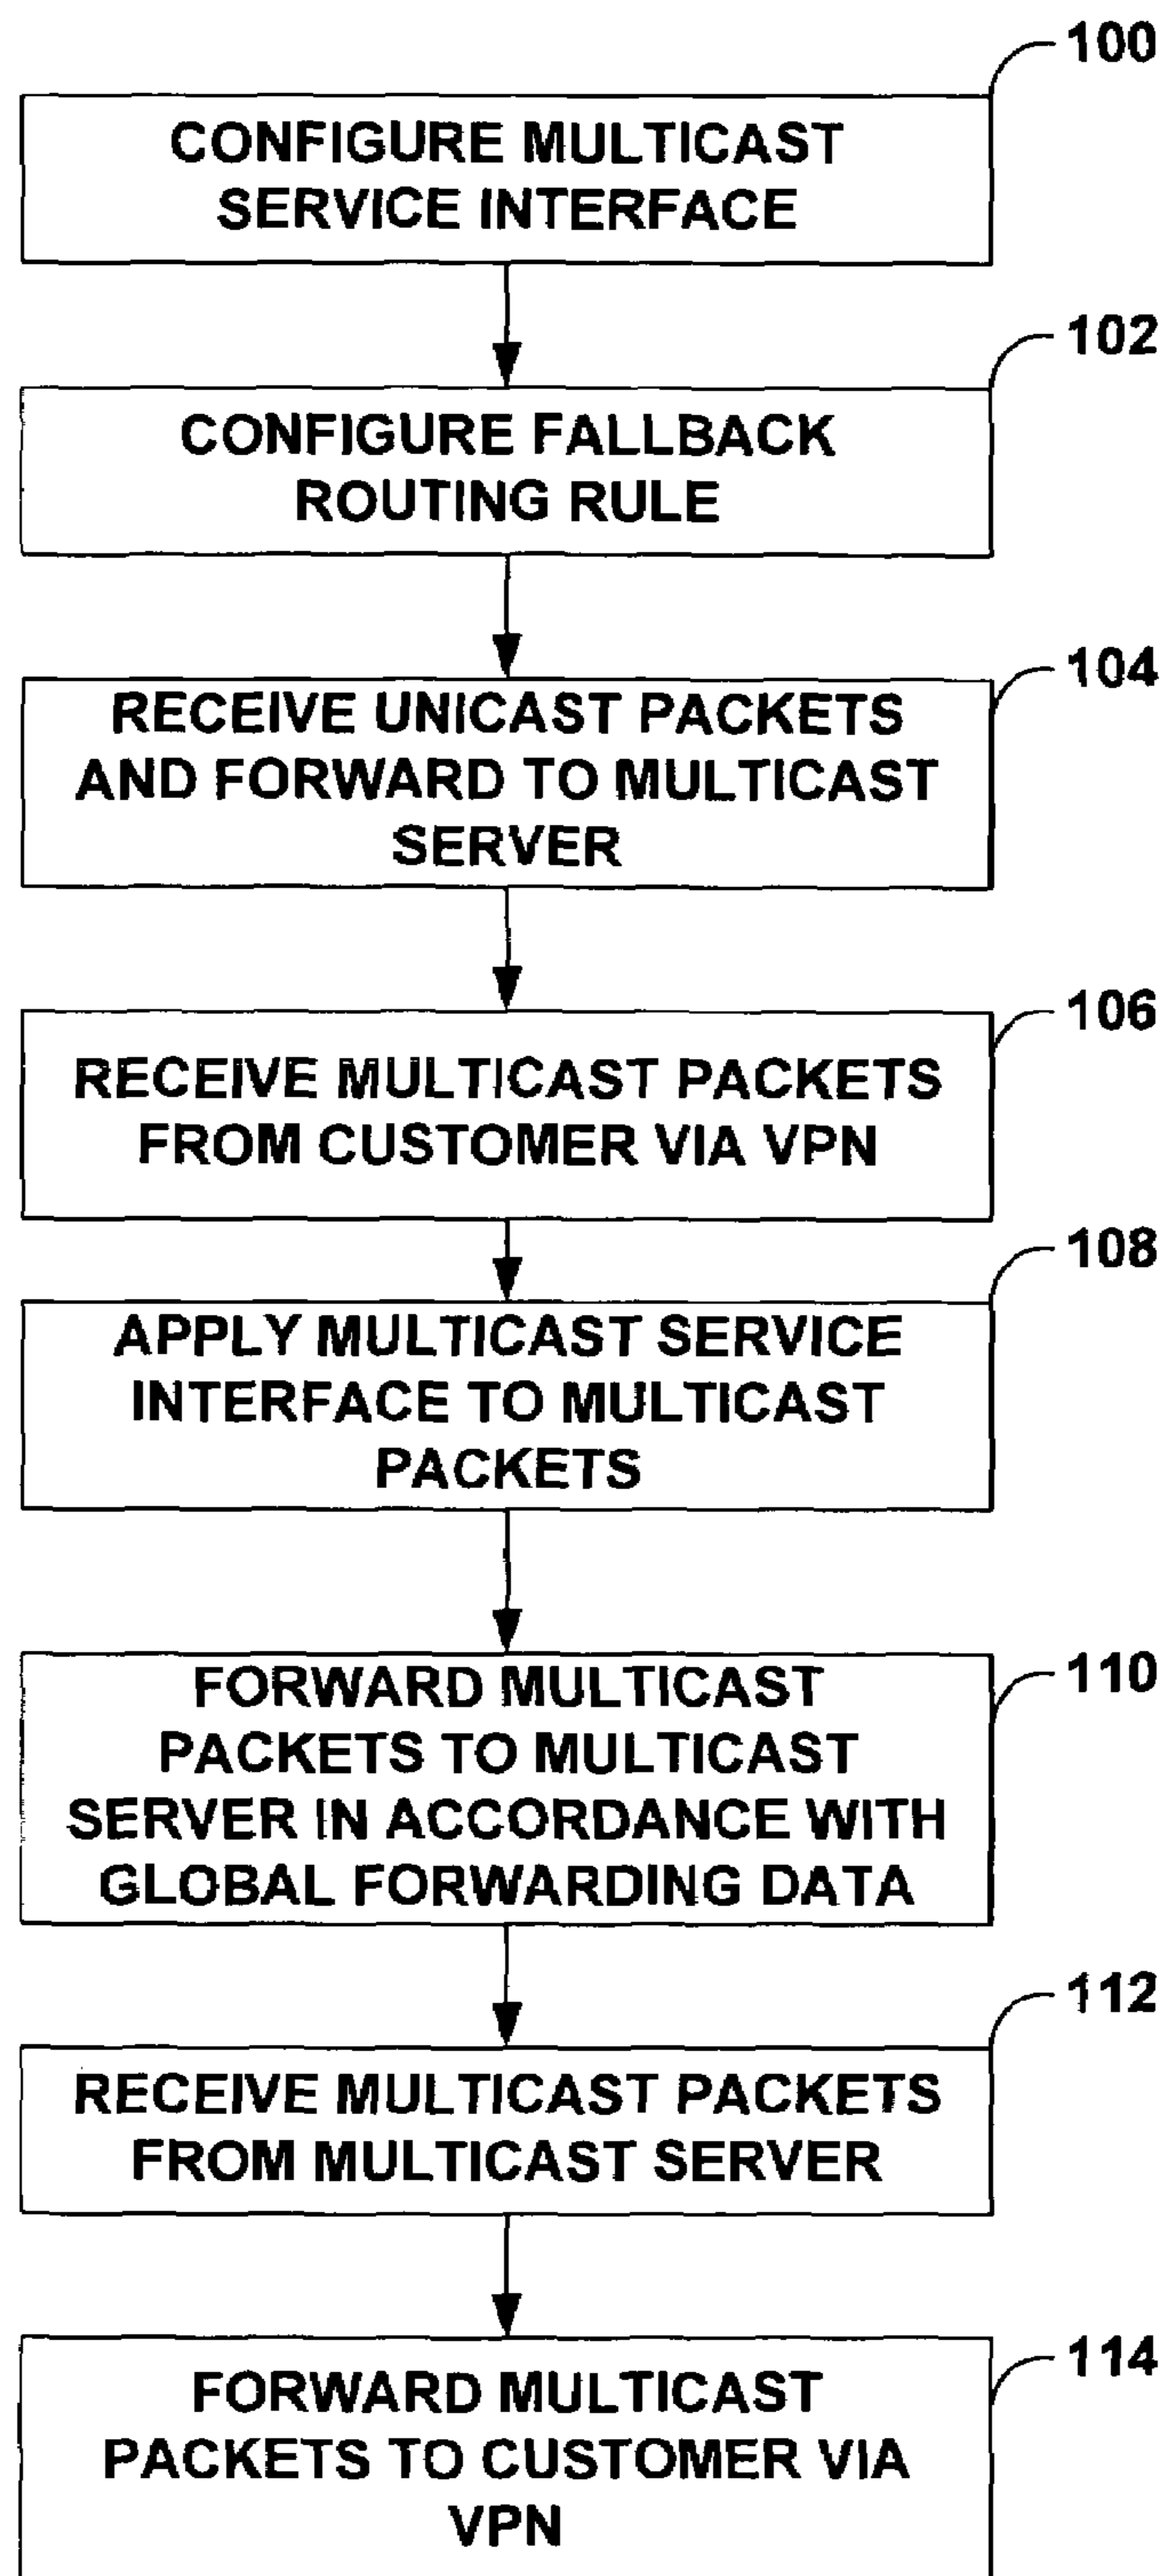 100
CONFIGURE MULTICAST
SERVICE INTERFACE
102
CONFIGURE FALLBACK
ROUTING RULE
104
RECEIVE UNICAST PACKETS
AND FORWARD TO MULTICAST
SERVER
106
RECEIVE MULTICAST PACKETS
FROM CUSTOMER VIA VPN
108
APPLY MULTICAST SERVICE
INTERFACE TO MULTICAST
PACKETS
110
FORWARD MULTICAST
PACKETS TO MULTICAST
SERVER IN ACCORDANCE WITH
GLOBAL FORWARDING DATA
112
RECEIVE MULTICAST PACKETS
FROM MULTICAST SERVER
114
FORWARD MULTICAST
PACKETS TO CUSTOMER VIA
VPN